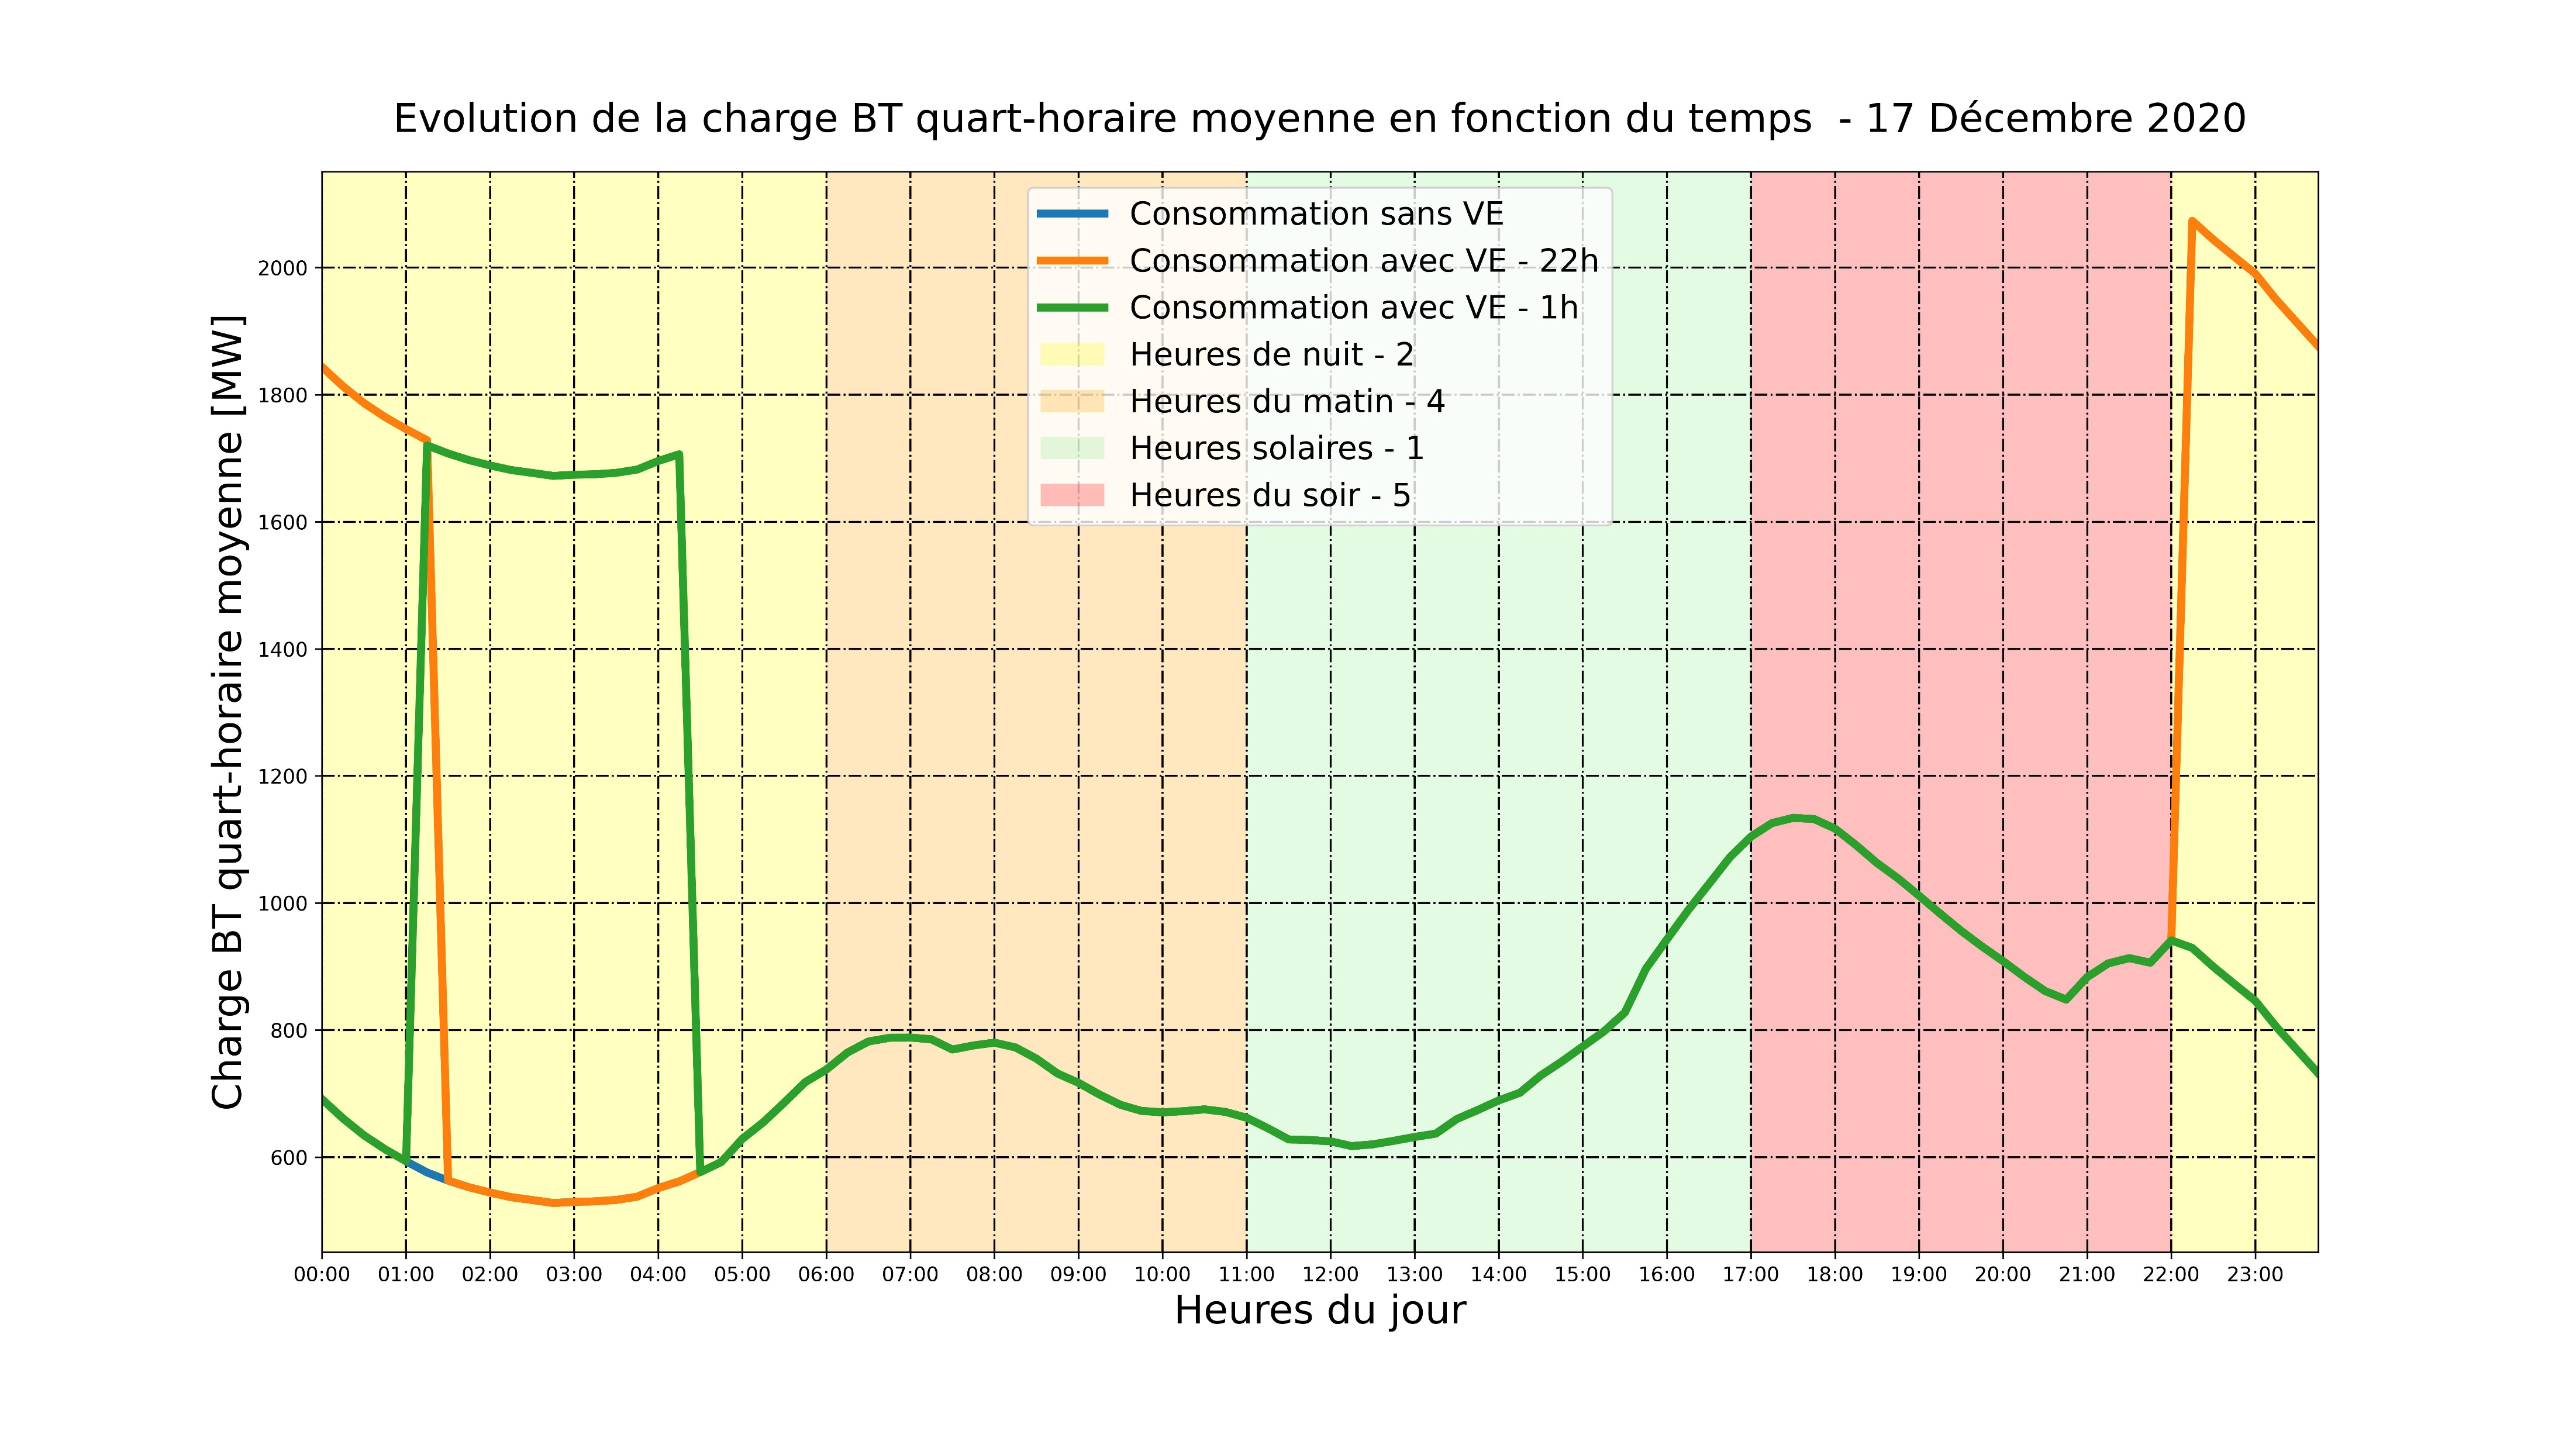 Evolution de la charge BT quart-horaire moyenne en fonction du temps  - 17 Décembre 2020
Charge BT quart-horaire moyenne [MW]
2000
1800
1600
1400
1200
1000
800
600
Consommation sans VE
Consommation avec VE - 22h
Consommation avec VE - 1h
Heures de nuit - 2
Heures du matin - 4
Heures solaires - 1
Heures du soir - 5
00:00 01:00 02:00 03:00 04:00 05:00 06:00 07:00 08:00 09:00 10:00 11:00 12:00 13:00 14:00 15:00 16:00 17:00 18:00 19:00 20:00 21:00 22:00 23:00
Heures du jour